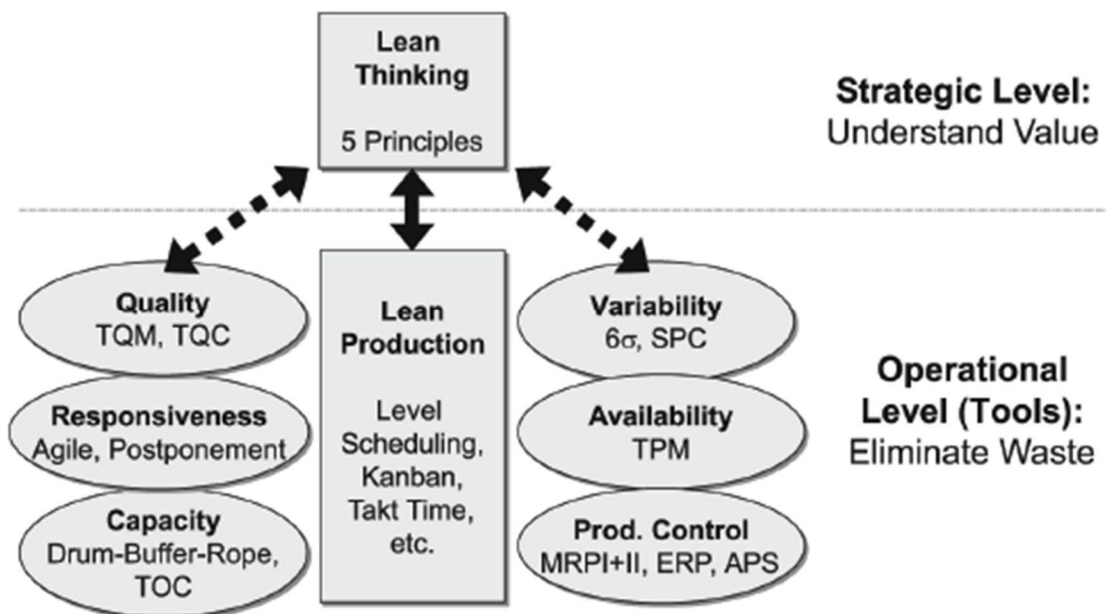 Lean
Thinking
5 Principles
Strategic Level:
Understand Value
Quality
TQM, TQC
Responsiveness
Agile, Postponement
Capacity
Drum-Buffer-Rope,
TOC
Lean
Production
Level
Scheduling,
Kanban,
Takt Time,
etc.
Variability
6σ, SPC
Availability
TPM
Prod. Control
MRPI+II, ERP, APS
Operational
Level (Tools):
Eliminate Waste